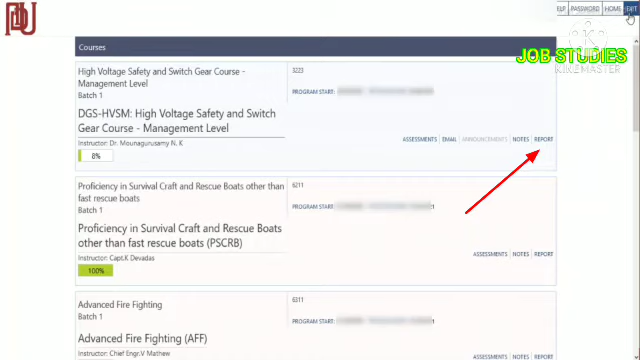 PDU
ELP PASSWORD HOME EXIT
JOB STUDIES
KINEMASTER
Courses
High Voltage Safety and Switch Gear Course -
Management Level
Batch 1
DGS-HVSM: High Voltage Safety and Switch
Gear Course - Management Level
Instructor: Dr. Mounagurusamy N. K
8%
3223
PROGRAM START:
ASSESSMENTS EMAIL ANNOUNCEMENTS NOTES REPORT
Proficiency in Survival Craft and Rescue Boats other than
fast rescue boats
Batch 1
Proficiency in Survival Craft and Rescue Boats
other than fast rescue boats (PSCRB)
Instructor: Capt.K Devadas
100%
6211
PROGRAM START:
ASSESSMENTS NOTES REPORT
Advanced Fire Fighting
Batch 1
Advanced Fire Fighting (AFF)
Instructor: Chief Engr.V Mathew
6311
PROGRAM START:
ASSESSMENTS NOTES REPORT